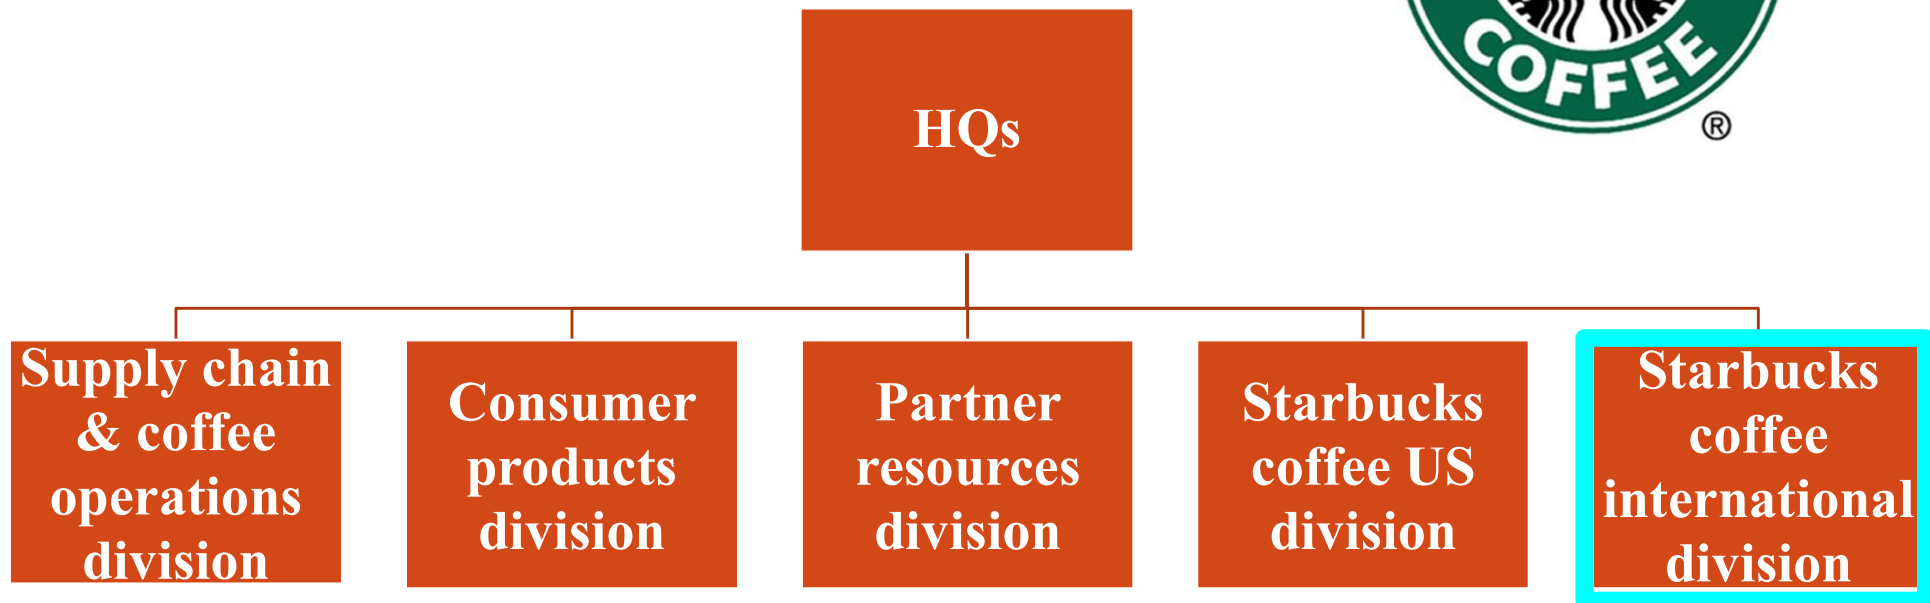 COFFEE
®
HQs
Supply chain
& coffee
operations
division
Consumer
products
division
Partner
resources
division
Starbucks
coffee US
division
Starbucks
coffee
international
division